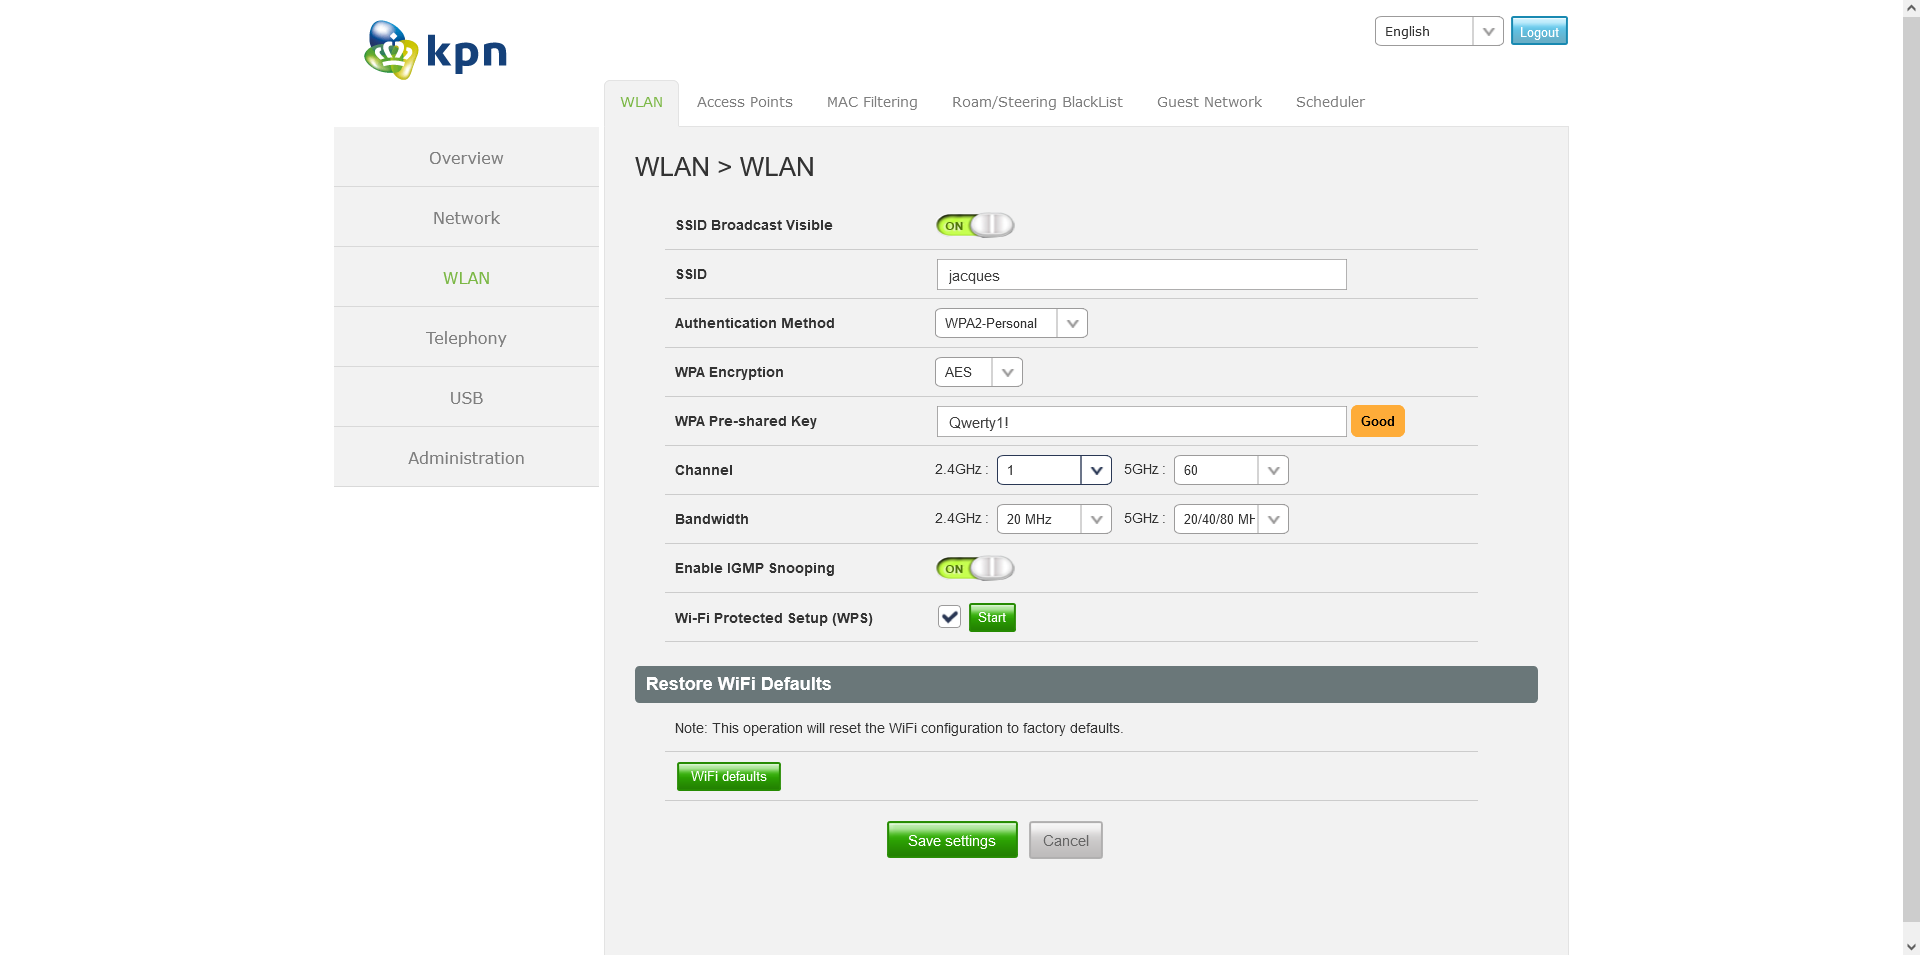 kpn
English
Logout
WLAN Access Points MAC Filtering Roam/Steering BlackList Guest Network Scheduler
Overview
Network
WLAN
Telephony
USB
Administration
WLAN > WLAN
SSID Broadcast Visible ON
SSID jacques
Authentication Method WPA2-Personal
WPA Encryption AES
WPA Pre-shared Key Qwerty1! Good
Channel 2.4GHz : 1 5GHz : 60
Bandwidth 2.4GHz : 20 MHz 5GHz : 20/40/80 MH
Enable IGMP Snooping ON
Wi-Fi Protected Setup (WPS) Start
Restore WiFi Defaults
Note: This operation will reset the WiFi configuration to factory defaults.
WiFi defaults
Save settings Cancel